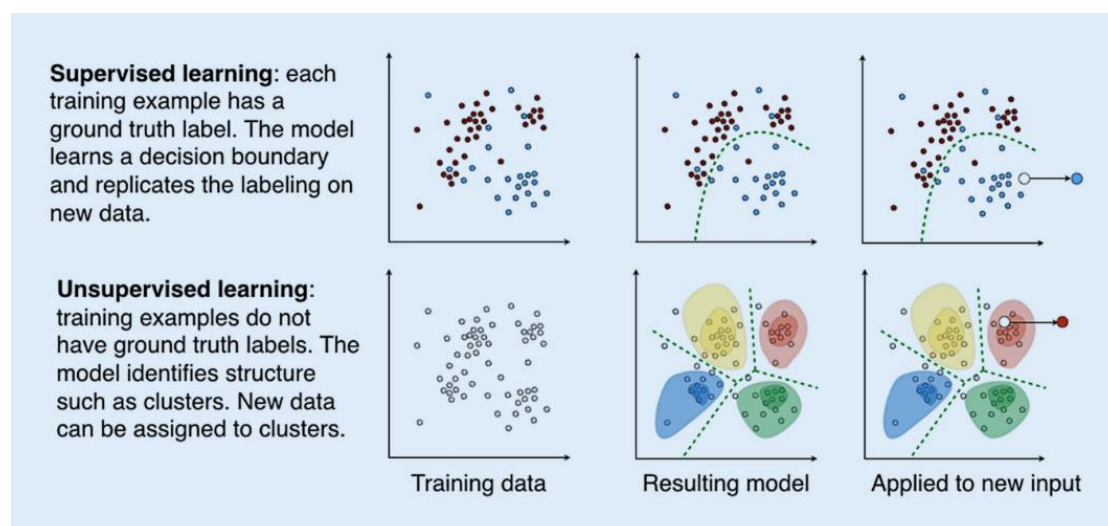 Supervised learning: each
training example has a
ground truth label. The model
learns a decision boundary
and replicates the labeling on
new data.
Unsupervised learning:
training examples do not
have ground truth labels. The
model identifies structure
such as clusters. New data
can be assigned to clusters.
Training data
Resulting model
Applied to new input